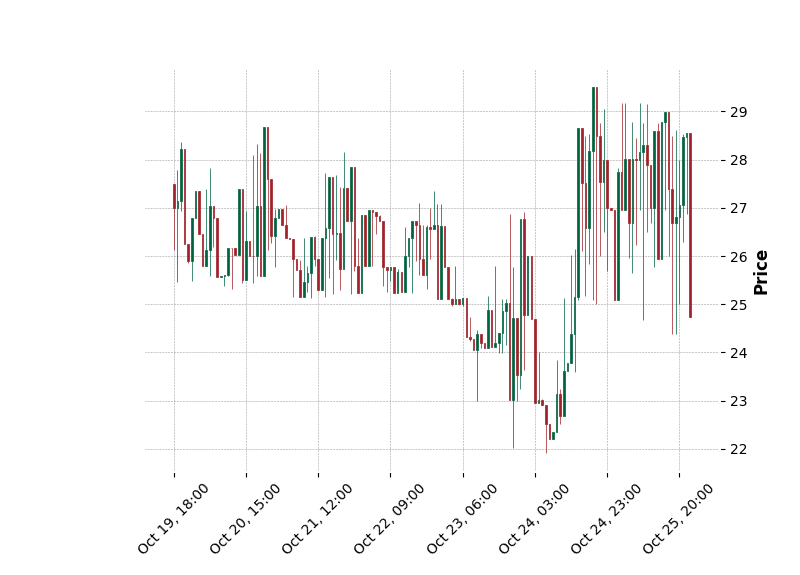 29
28
27
26
25
24
23
22
Price
Oct 19, 18:00
Oct 20, 15:00
Oct 21, 12:00
Oct 22, 09:00
Oct 23, 06:00
Oct 24, 03:00
Oct 24, 23:00
Oct 25, 20:00